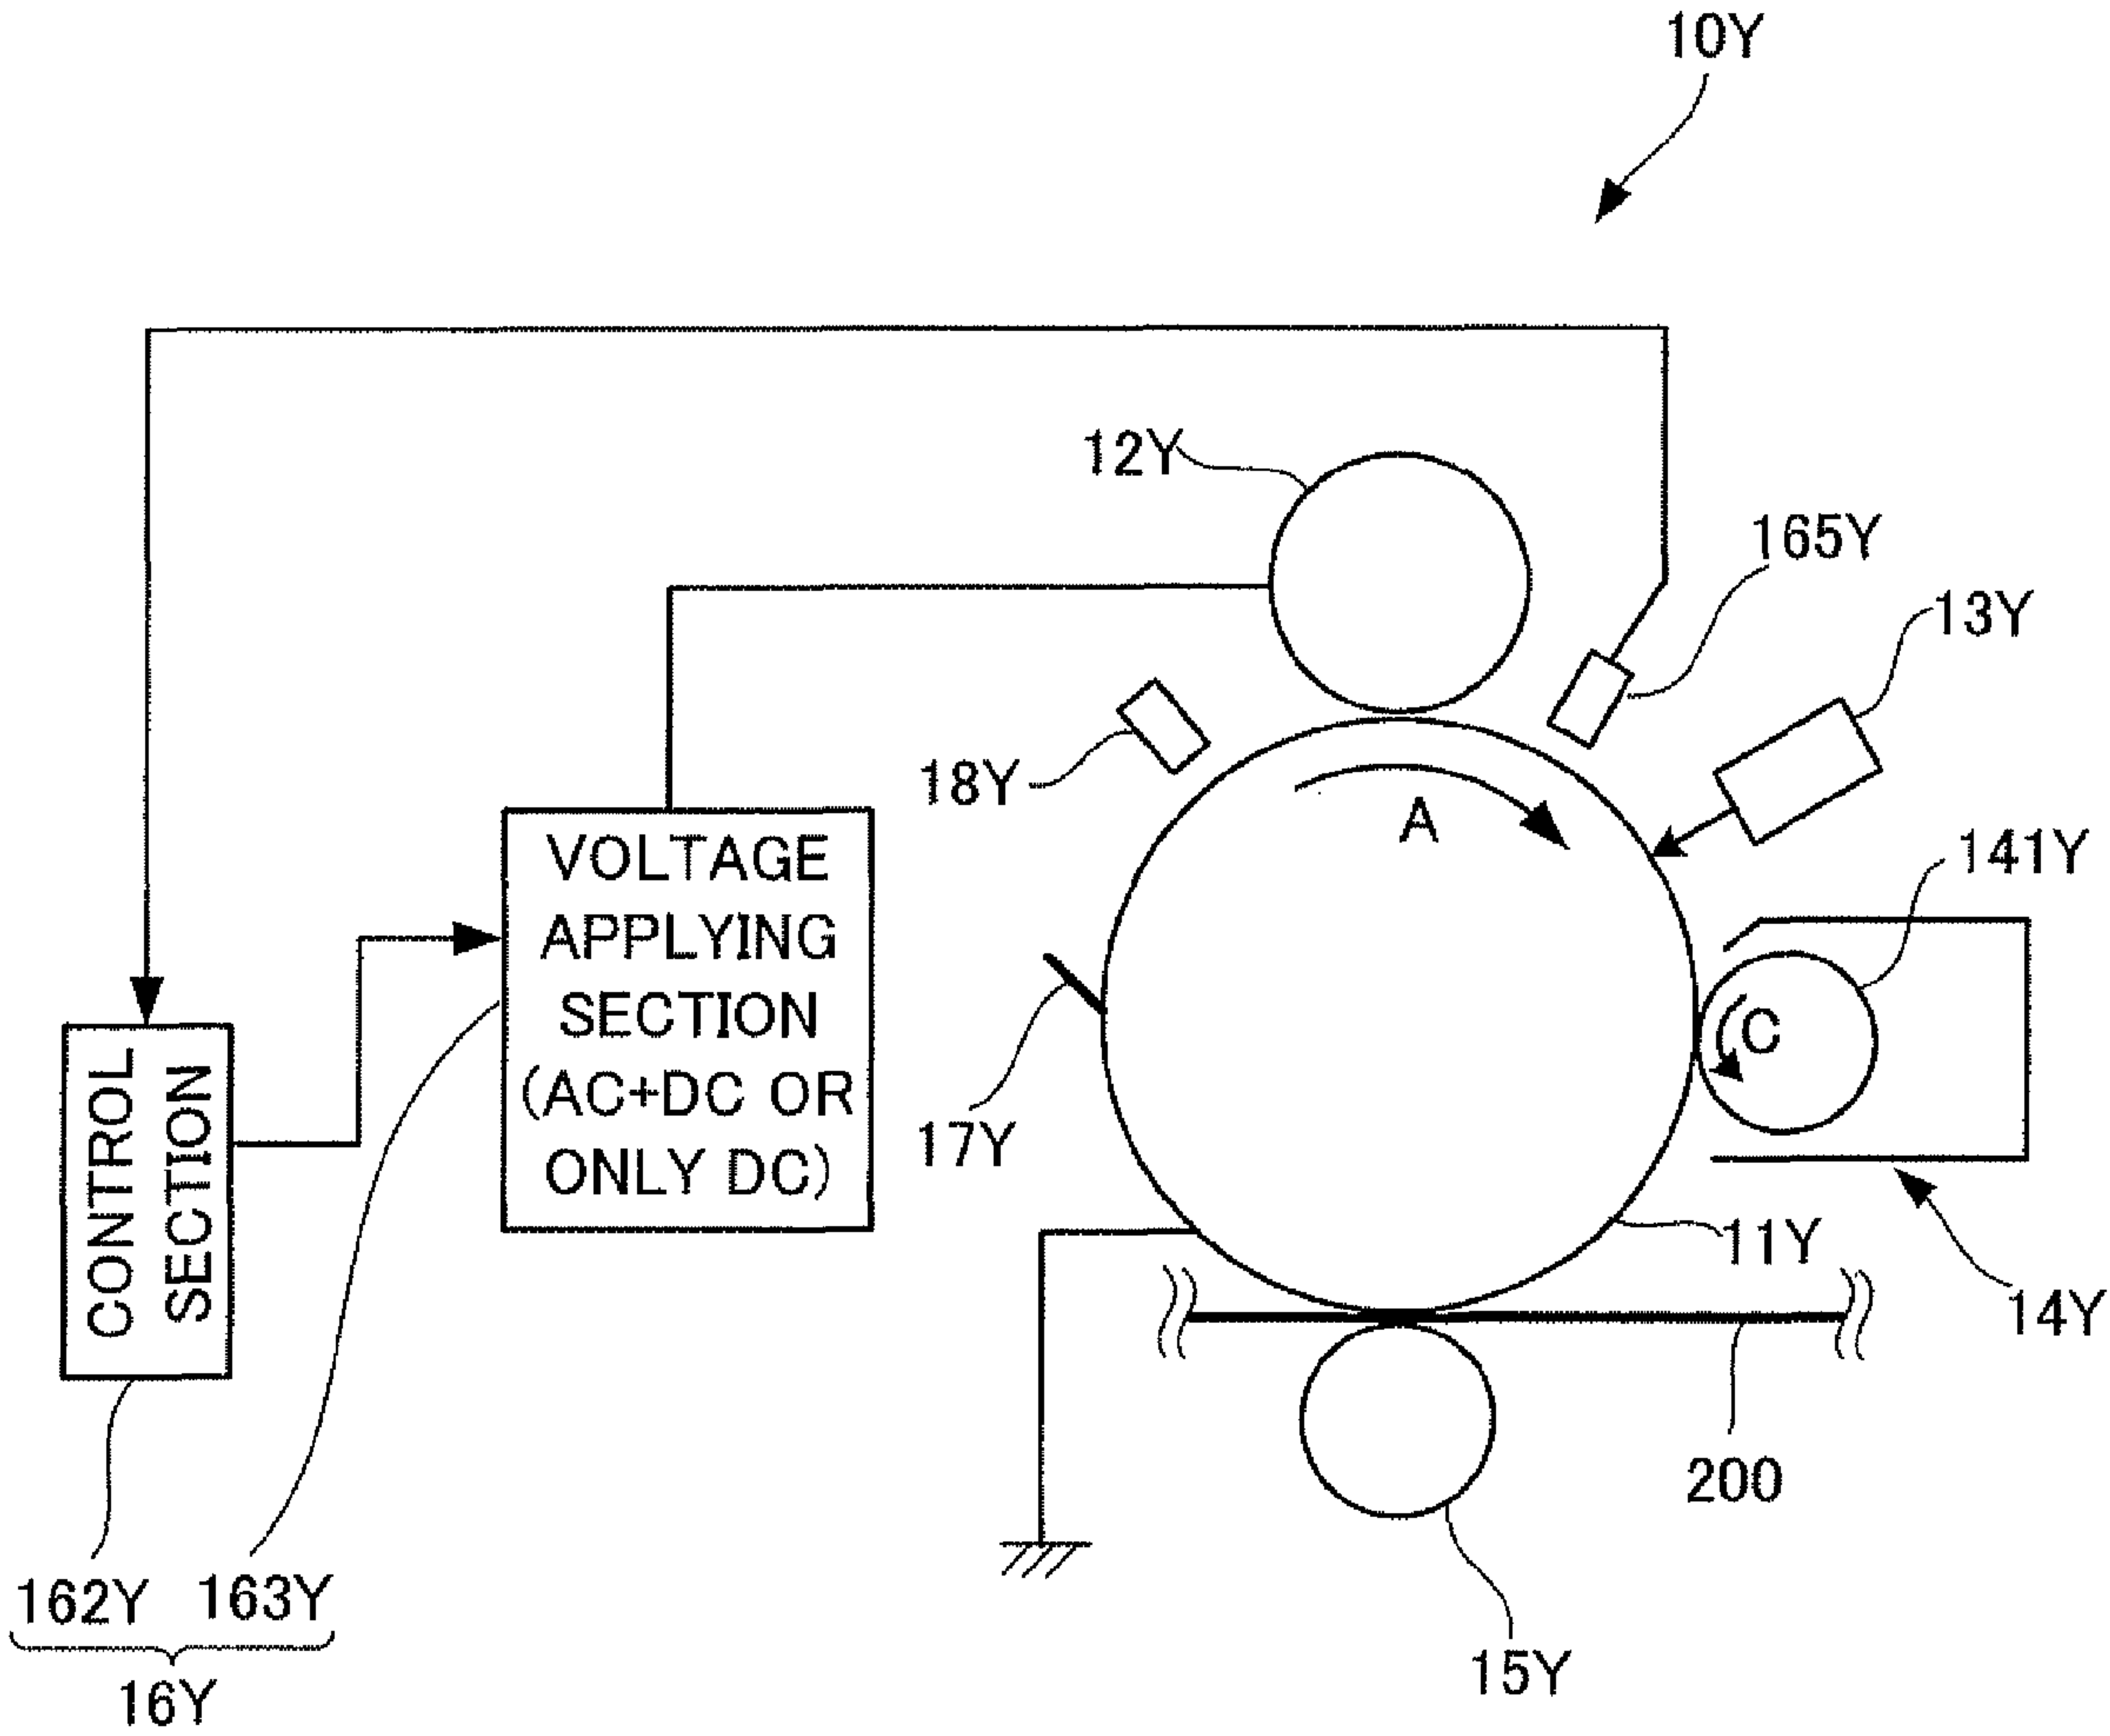 10Y
12Y
165Y
13Y
18Y
A
141Y
VOLTAGE
APPLYING
SECTION
(AC+DC OR
ONLY DC)
C
CONTROL
SECTION
17Y
11Y
14Y
200
162Y
163Y
16Y
15Y